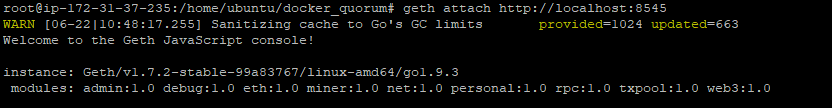 root@ip-172-31-37-235:/home/ubuntu/docker_quorum# geth attach http://localhost:8545
WARN [06-22|10:48:17.255] Sanitizing cache to Go's GC limits provided=1024 updated=663
Welcome to the Geth JavaScript console!
instance: Geth/v1.7.2-stable-99a83767/linux-amd64/go1.9.3
modules: admin:1.0 debug:1.0 eth:1.0 miner:1.0 net:1.0 personal:1.0 rpc:1.0 txpool:1.0 web3:1.0